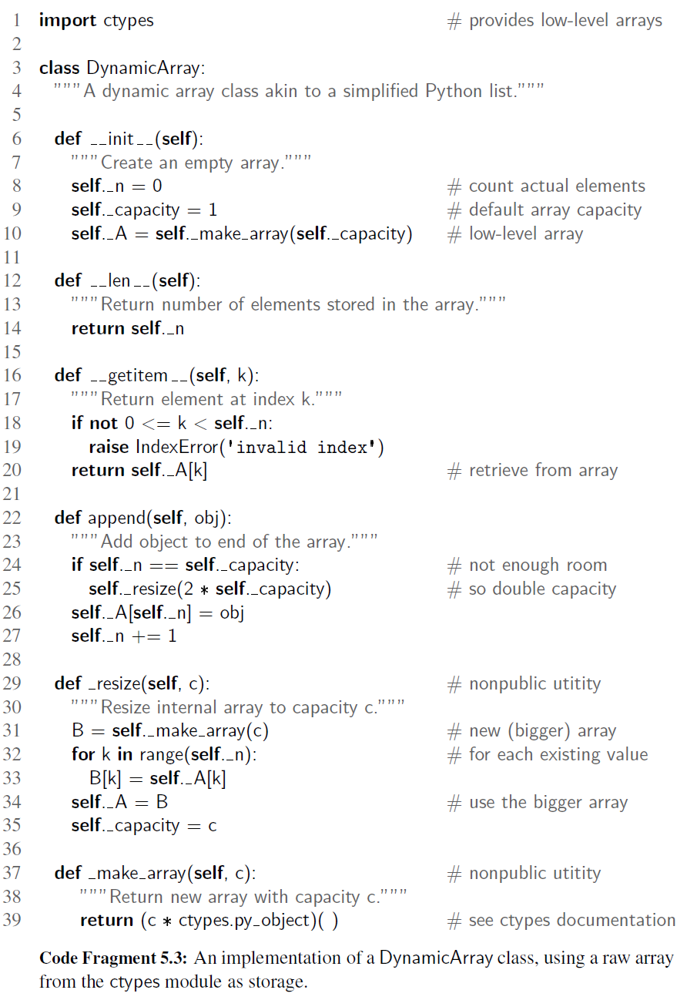 1 import ctypes # provides low-level arrays
2
3 class DynamicArray:
4 """A dynamic array class akin to a simplified Python list."""
5
6 def __init__(self):
7 """Create an empty array."""
8 self._n = 0 # count actual elements
9 self._capacity = 1 # default array capacity
10 self._A = self._make_array(self._capacity) # low-level array
11
12 def __len__(self):
13 """Return number of elements stored in the array."""
14 return self._n
15
16 def __getitem__(self, k):
17 """Return element at index k."""
18 if not 0 <= k < self._n:
19 raise IndexError('invalid index')
20 return self._A[k] # retrieve from array
21
22 def append(self, obj):
23 """Add object to end of the array."""
24 if self._n == self._capacity: # not enough room
25 self._resize(2 * self._capacity) # so double capacity
26 self._A[self._n] = obj
27 self._n += 1
28
29 def _resize(self, c): # nonpublic utitity
30 """Resize internal array to capacity c."""
31 B = self._make_array(c) # new (bigger) array
32 for k in range(self._n): # for each existing value
33 B[k] = self._A[k]
34 self._A = B # use the bigger array
35 self._capacity = c
36
37 def _make_array(self, c): # nonpublic utitity
38 """Return new array with capacity c."""
39 return (c * ctypes.py_object)( ) # see ctypes documentation
Code Fragment 5.3: An implementation of a DynamicArray class, using a raw array
from the ctypes module as storage.